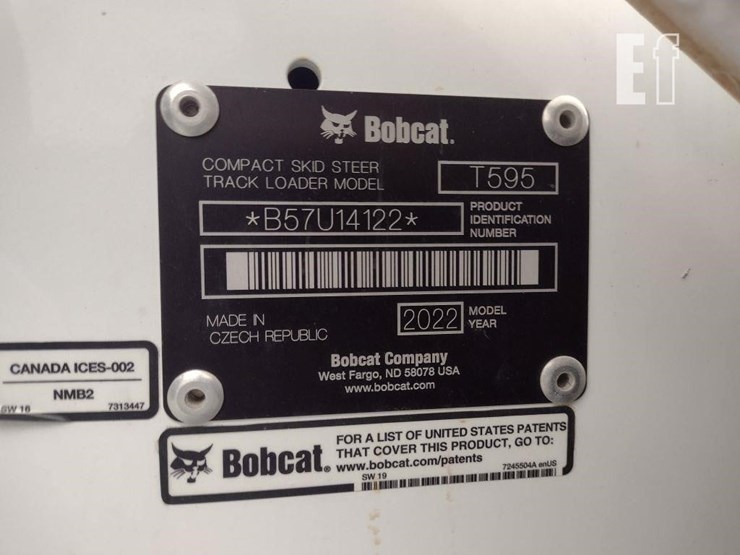 Ef
Bobcat.
COMPACT SKID STEER
TRACK LOADER MODEL
T595
*B57U14122*
PRODUCT
IDENTIFICATION
NUMBER
MADE IN
CZECH REPUBLIC
2022
MODEL
YEAR
Bobcat Company
West Fargo, ND 58078 USA
www.bobcat.com
CANADA ICES-002
NMB2
SW 16
7313447
Bobcat.
FOR A LIST OF UNITED STATES PATENTS
THAT COVER THIS PRODUCT, GO TO:
www.bobcat.com/patents
SW 19
7245504A enUS